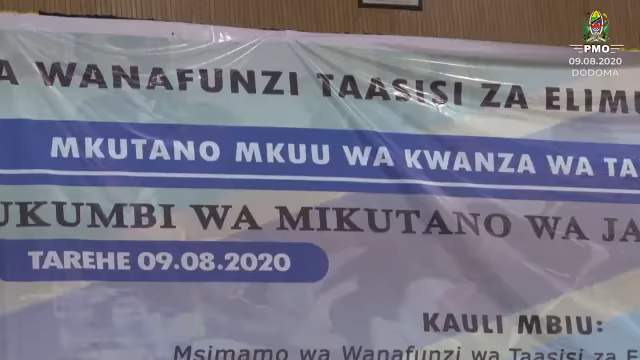 PMO
09.08.2020
DODOMA
A WANAFUNZI TAASISI ZA ELIM
MKUTANO MKUU WA KWANZA WA TA
UKUMBI WA MIKUTANO WA JA
TAREHE 09.08.2020
KAULI MBIU:
Msimamo wa Wanafunzi wa Taasisi za E